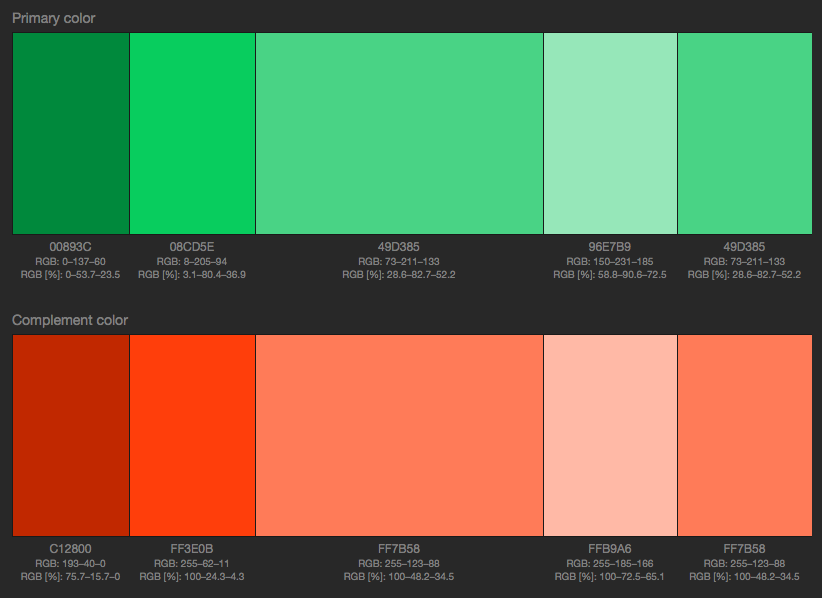 Primary color
00893C 08CD5E 49D385 96E7B9 49D385
RGB: 0–137–60 RGB: 8–205–94 RGB: 73–211–133 RGB: 150–231–185 RGB: 73–211–133
RGB [%]: 0–53.7–23.5 RGB [%]: 3.1–80.4–36.9 RGB [%]: 28.6–82.7–52.2 RGB [%]: 58.8–90.6–72.5 RGB [%]: 28.6–82.7–52.2
Complement color
C12800 FF3E0B FF7B58 FFB9A6 FF7B58
RGB: 193–40–0 RGB: 255–62–11 RGB: 255–123–88 RGB: 255–185–166 RGB: 255–123–88
RGB [%]: 75.7–15.7–0 RGB [%]: 100–24.3–4.3 RGB [%]: 100–48.2–34.5 RGB [%]: 100–72.5–65.1 RGB [%]: 100–48.2–34.5